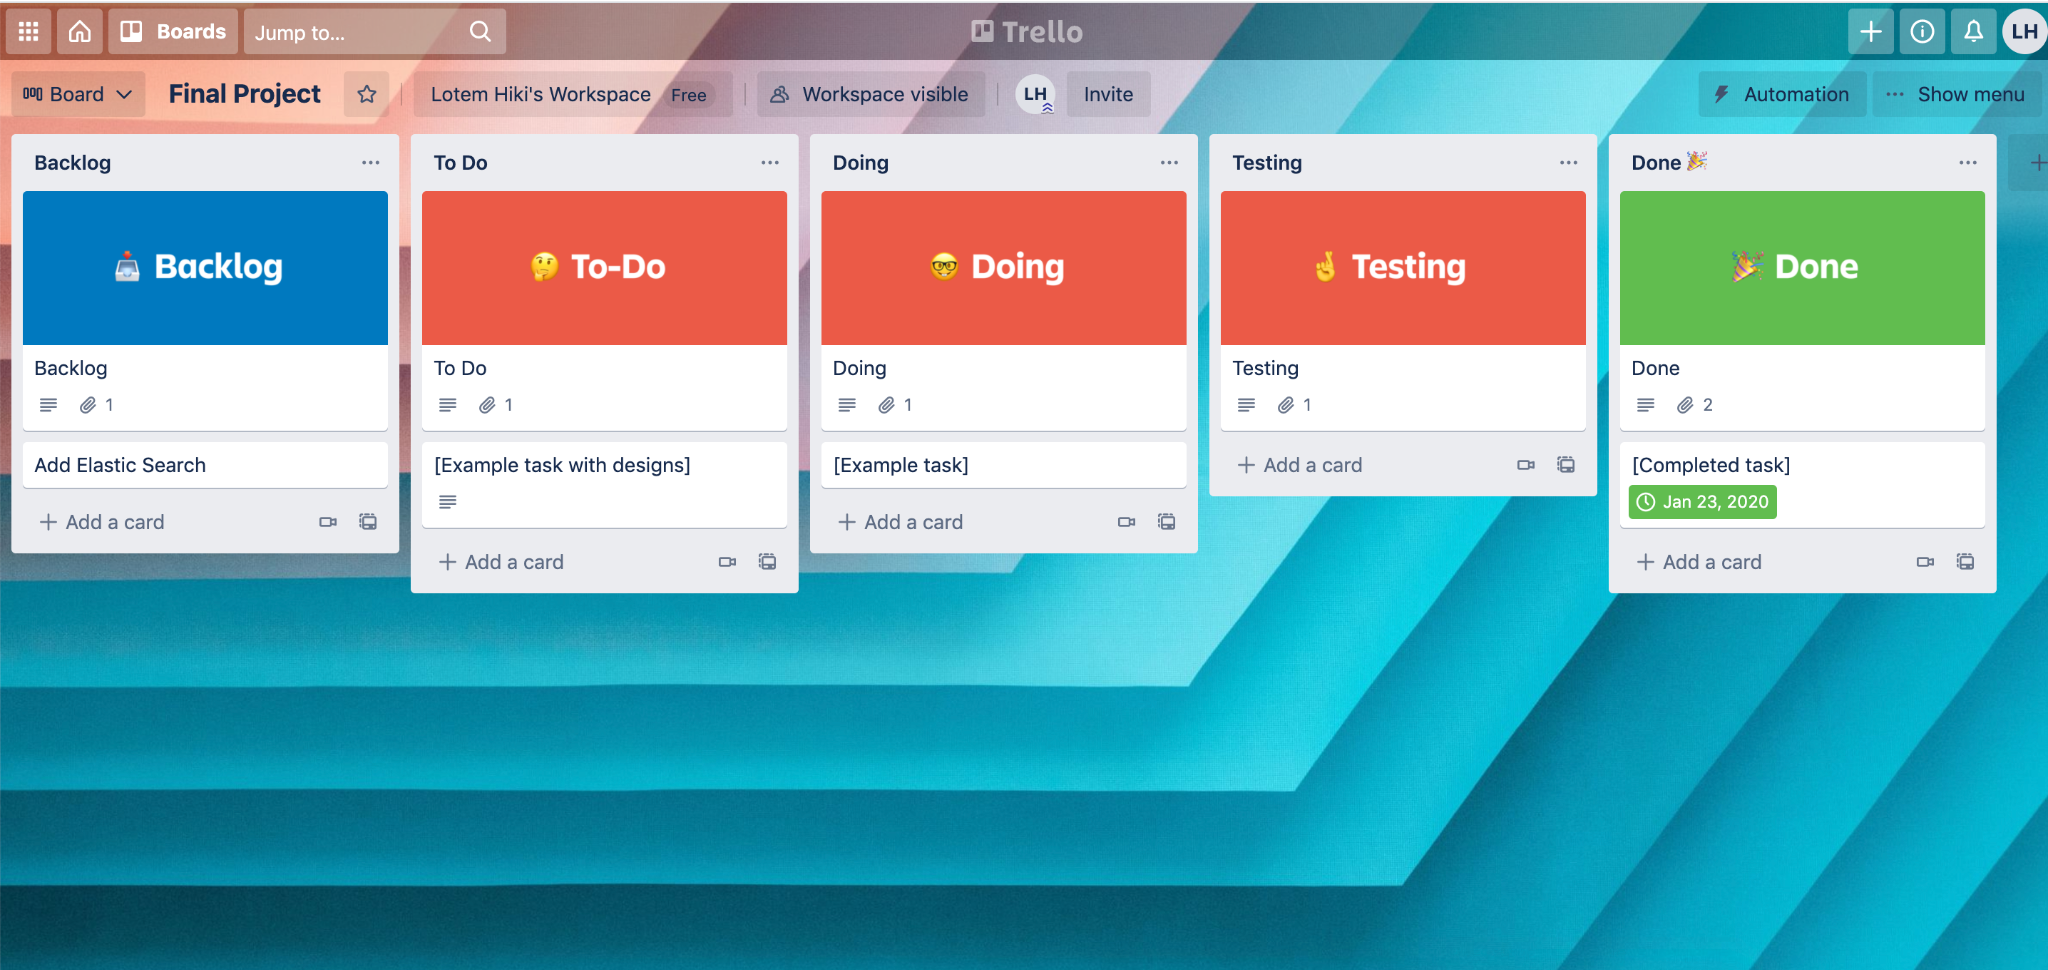 Boards
Jump to...
Trello
LH
Board
Final Project
Lotem Hiki's Workspace Free
Workspace visible
LH
Invite
Automation
... Show menu
Backlog
Backlog
Backlog
1
Add Elastic Search
+ Add a card
To Do
To-Do
To Do
1
[Example task with designs]
+ Add a card
Doing
Doing
Doing
1
[Example task]
+ Add a card
Testing
Testing
Testing
1
+ Add a card
Done
Done
Done
2
[Completed task]
Jan 23, 2020
+ Add a card